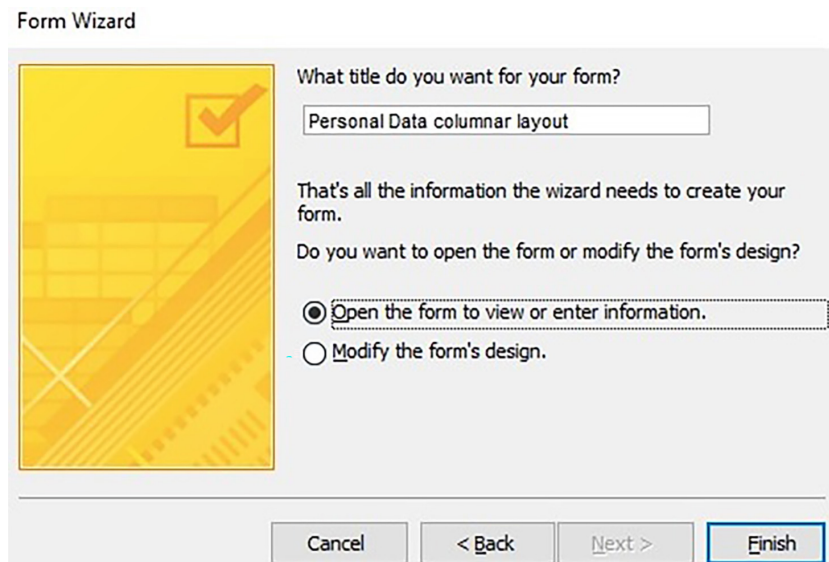 Form Wizard
What title do you want for your form?
Personal Data columnar layout
That's all the information the wizard needs to create your
form.
Do you want to open the form or modify the form's design?
Open the form to view or enter information.
Modify the form's design.
Cancel
< Back
Next >
Finish